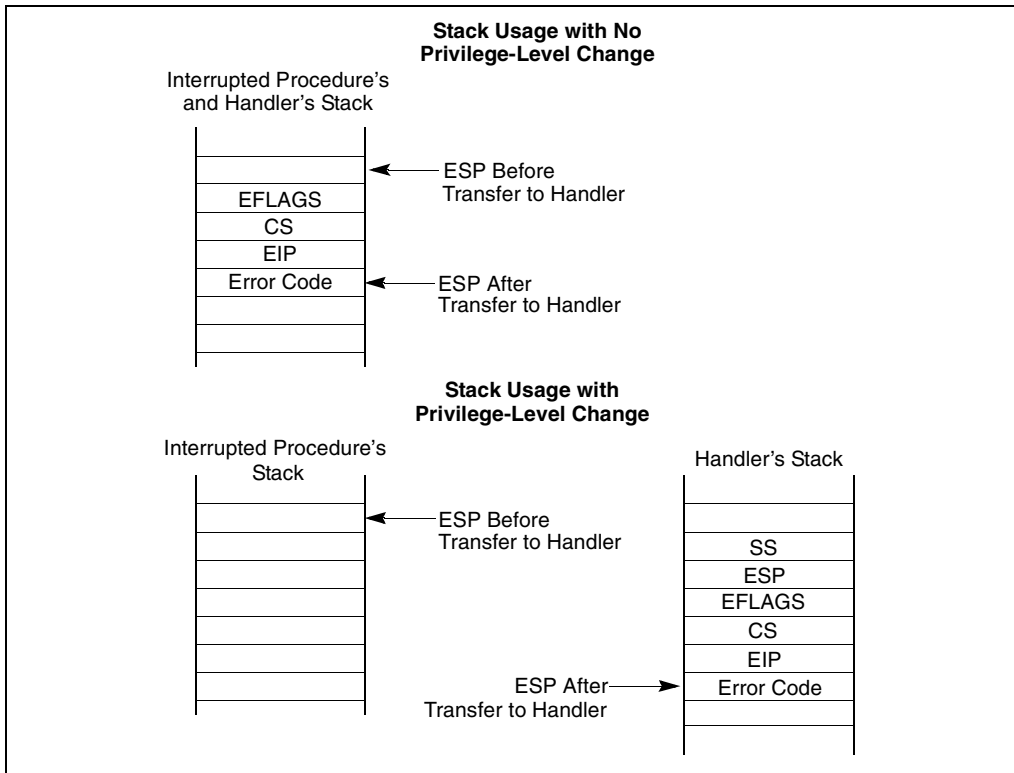 Stack Usage with No
Privilege-Level Change
Interrupted Procedure's
and Handler's Stack
ESP Before
Transfer to Handler
EFLAGS
CS
EIP
Error Code
ESP After
Transfer to Handler
Stack Usage with
Privilege-Level Change
Interrupted Procedure's
Stack
Handler's Stack
ESP Before
Transfer to Handler
SS
ESP
EFLAGS
CS
EIP
ESP After
Transfer to Handler
Error Code